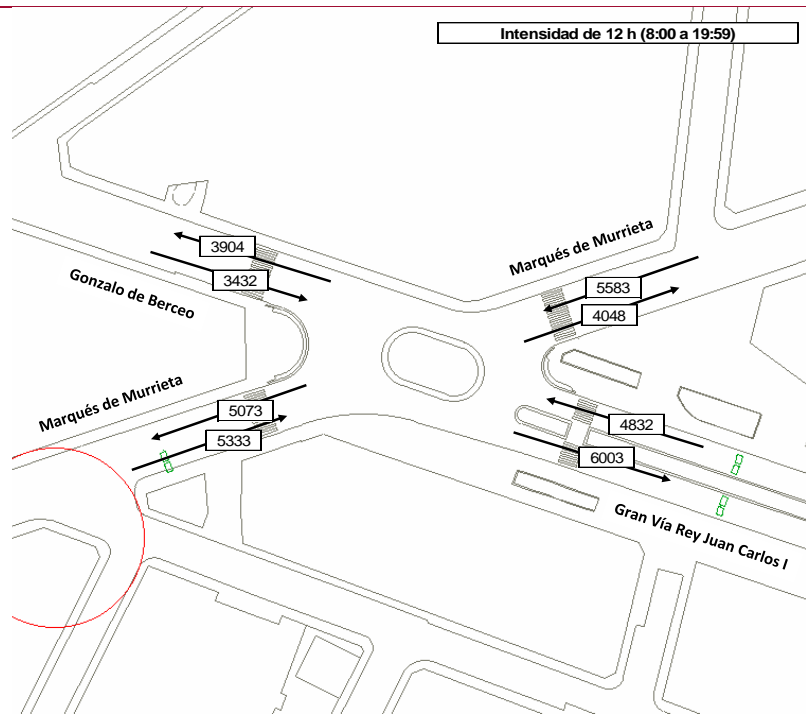 Intensidad de 12 h (8:00 a 19:59)
Marqués de Murrieta
3904
3432
Gonzalo de Berceo
5583
4048
Marqués de Murrieta
5073
5333
4832
6003
Gran Vía Rey Juan Carlos I